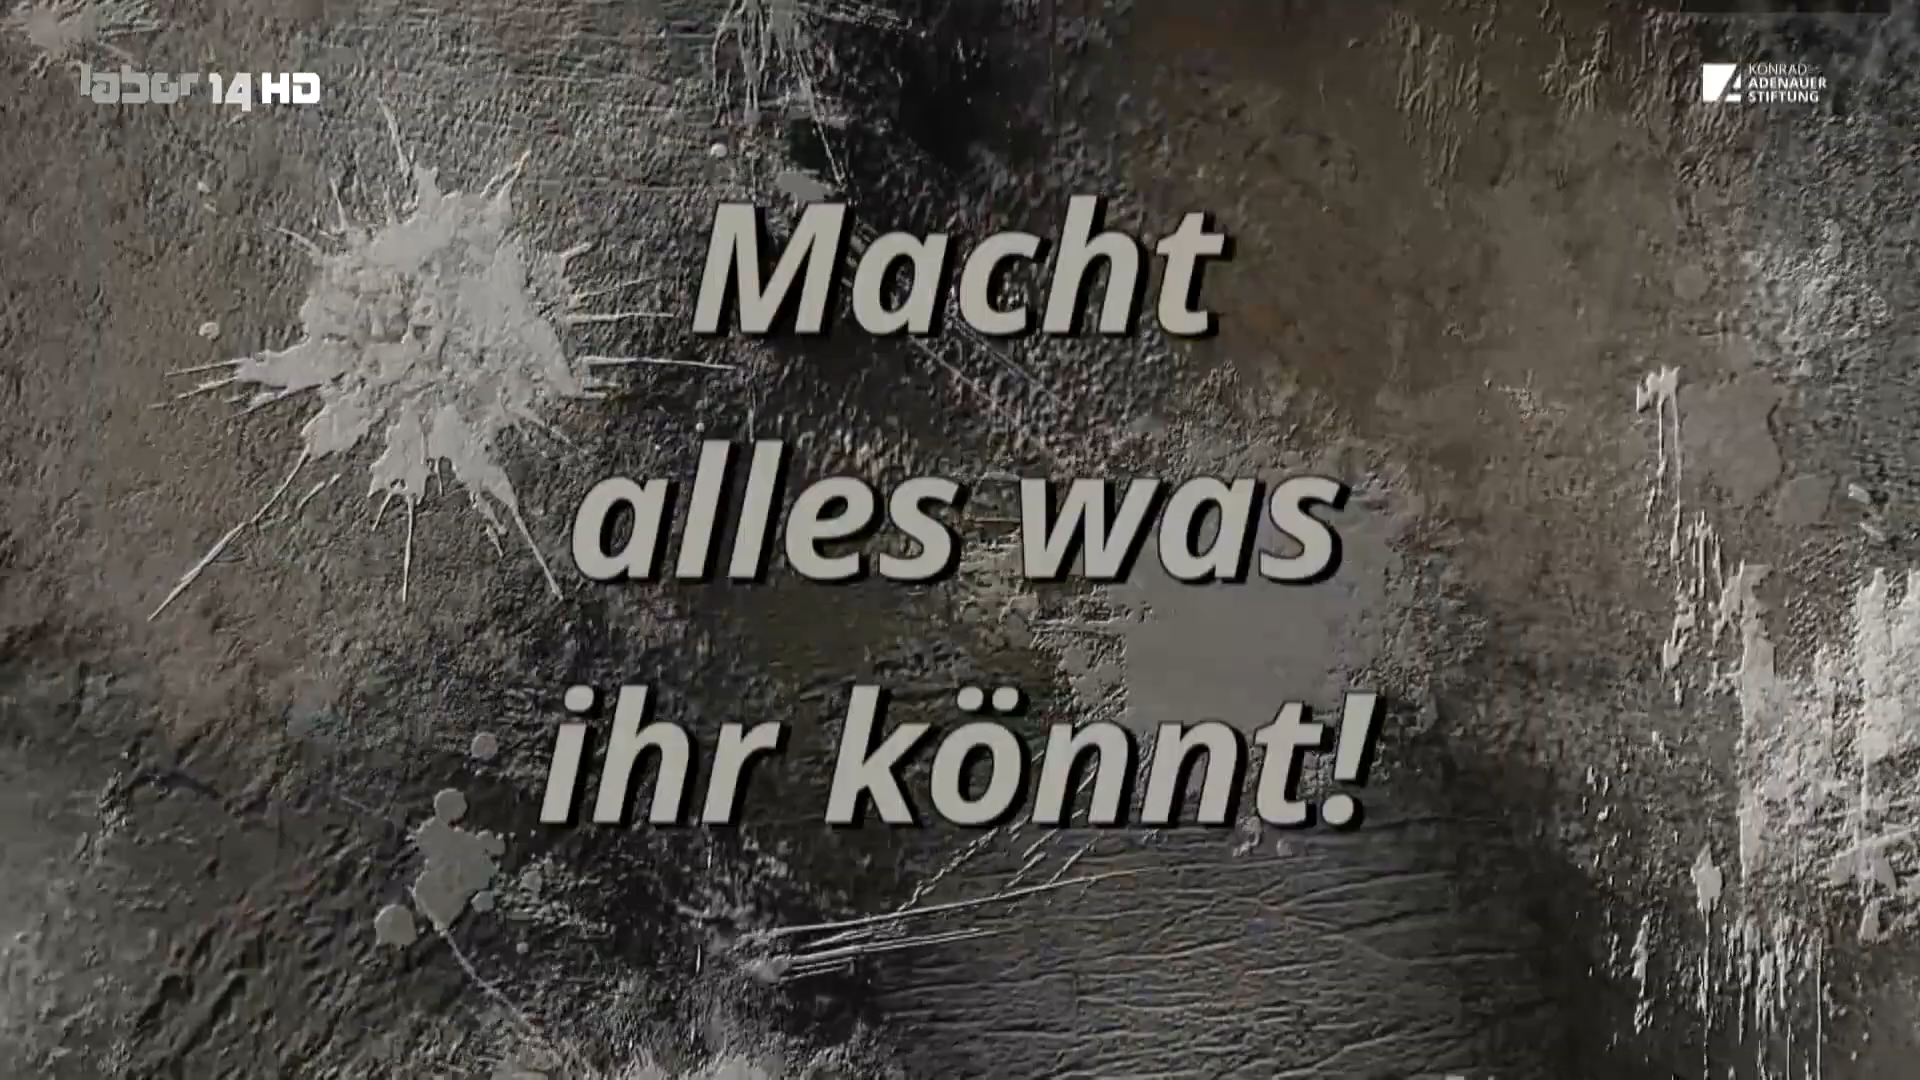 labor 14 HD
KONRAD
ADENAUER
STIFTUNG
Macht
alles was
ihr könnt!